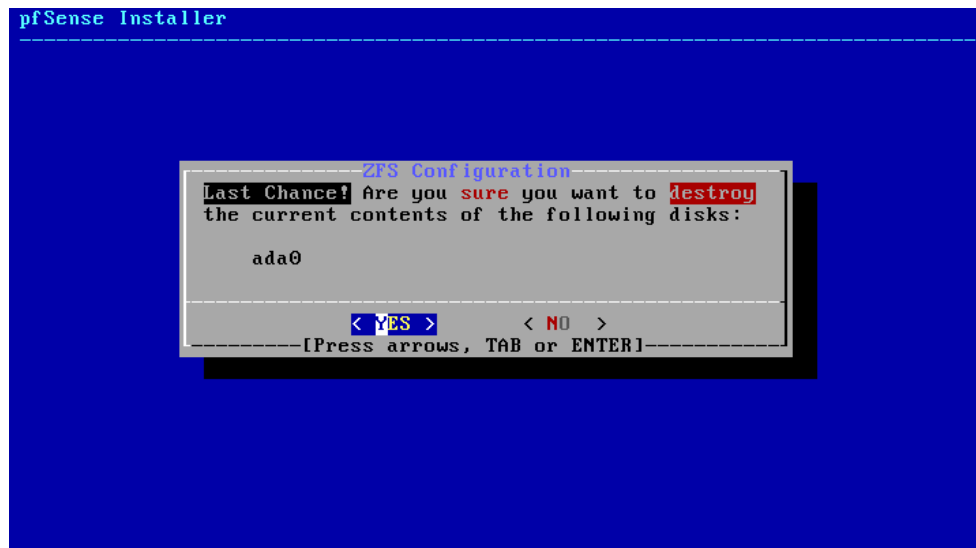 pfSense Installer
ZFS Configuration
Last Chance! Are you sure you want to destroy
the current contents of the following disks:
ada0
< YES > < NO >
[Press arrows, TAB or ENTER]